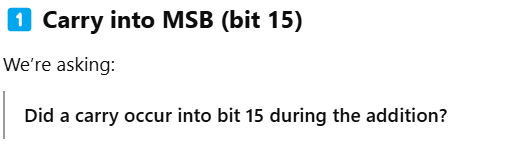 1 Carry into MSB (bit 15)
We’re asking:
Did a carry occur into bit 15 during the addition?